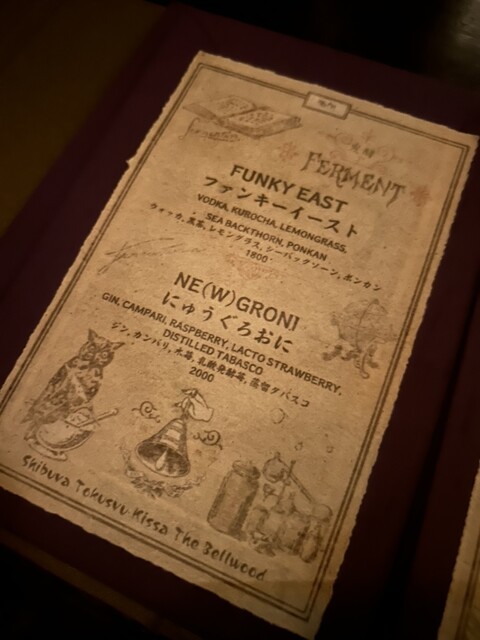 発酵
FERMENT
FUNKY EAST
ファンキーイースト
VODKA, KUROCHA, LEMONGRASS,
SEA BACKTHORN, PONKAN
ウォッカ, 黒茶, レモングラス, シーバックソーン, ポンカン
1800
NE(W)GRONI
にゅうぐろおに
GIN, CAMPARI, RASPBERRY, LACTO STRAWBERRY,
DISTILLED TABASCO
ジン, カンパリ, 木苺, 乳酸発酵苺, 蒸留タバスコ
2000
Shibuya Tokusyu Kissa The Bellwood